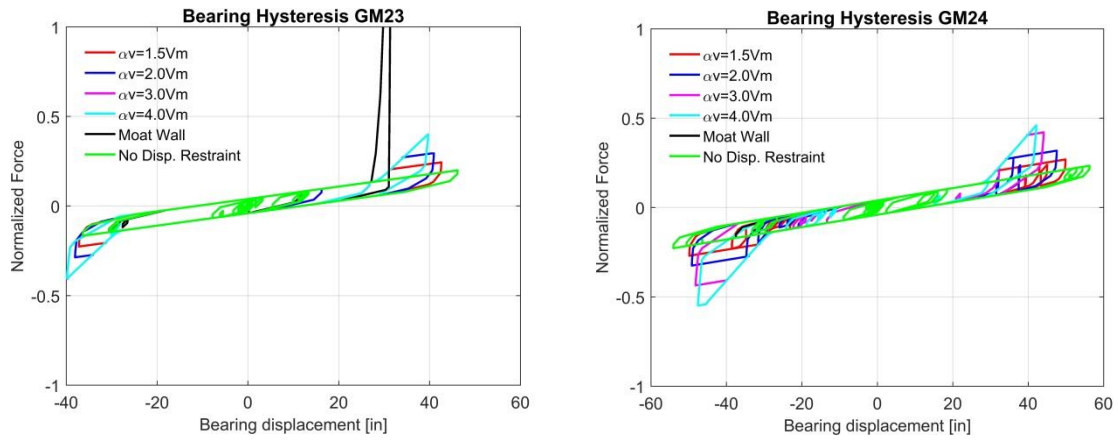 Bearing Hysteresis GM23
1
0.5
0
-0.5
-1
Normalized Force
αv=1.5Vm
αv=2.0Vm
αv=3.0Vm
αv=4.0Vm
Moat Wall
No Disp. Restraint
-40
-20
0
20
40
60
Bearing displacement [in]
Bearing Hysteresis GM24
1
0.5
0
-0.5
-1
Normalized Force
αv=1.5Vm
αv=2.0Vm
αv=3.0Vm
αv=4.0Vm
Moat Wall
No Disp. Restraint
-60
-40
-20
0
20
40
60
Bearing displacement [in]